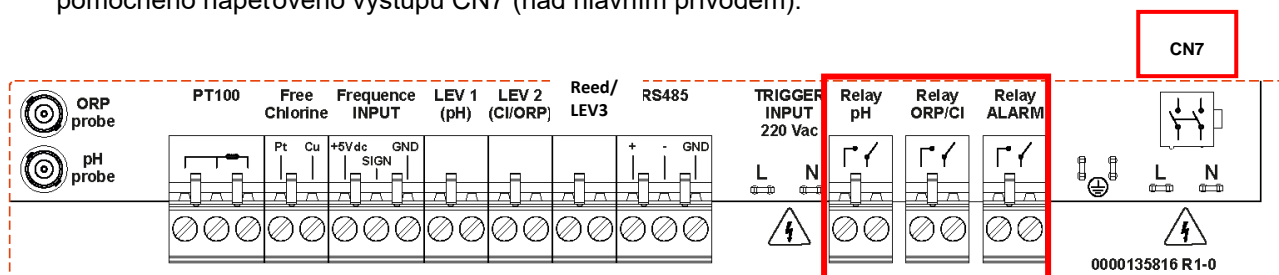 pomocného napěťového výstupu CN7 (nad hlavním přívodem).
CN7
ORP
probe
pH
probe
PT100
Free
Chlorine
Pt Cu
Frequence
INPUT
+5Vdc GND
SIGN
LEV 1
(pH)
LEV 2
(Cl/ORP)
Reed/
LEV3
RS485
+ - GND
TRIGGER
INPUT
220 Vac
L N
Relay
pH
Relay
ORP/Cl
Relay
ALARM
L N
0000135816 R1-0